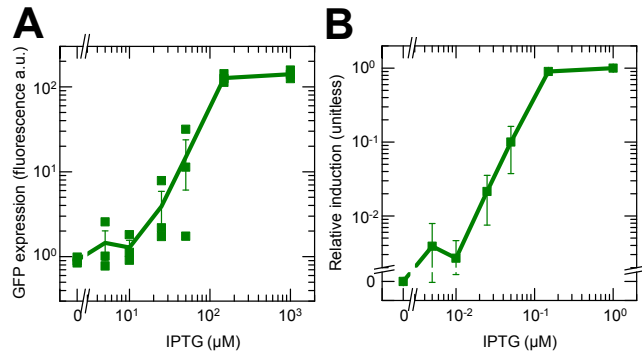 A
GFP expression (fluorescence a.u.)
10²
10¹
10⁰
0
10¹
10²
10³
IPTG (µM)
B
Relative induction (unitless)
10⁰
10⁻¹
10⁻²
0
0
10⁻²
10⁻¹
10⁰
IPTG (µM)